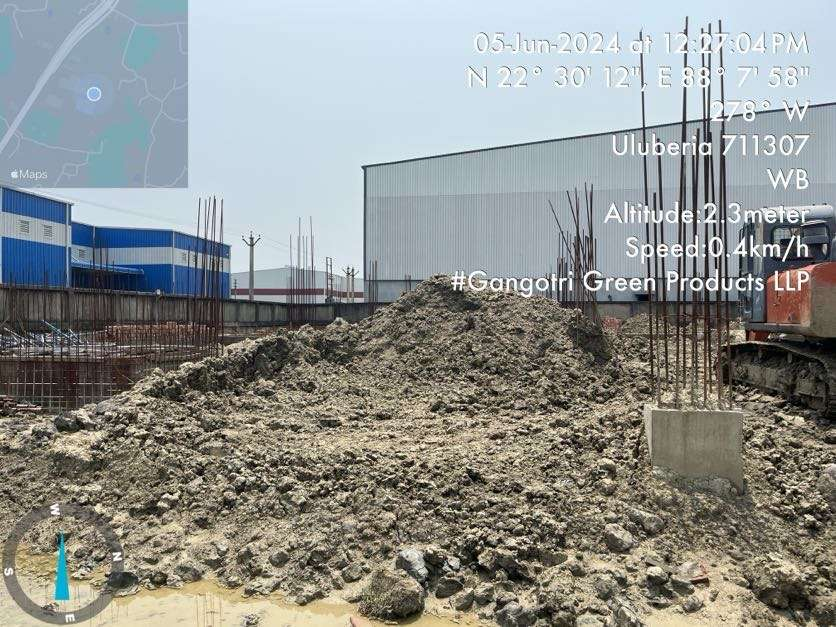 05-Jun-2024 at 12:27:04 PM
N 22° 30' 12", E 88° 7' 58"
278° W
Uluberia 711307
WB
Altitude:2.3meter
Speed:0.4km/h
#Gangotri Green Products LLP
Maps
W
N
S
E